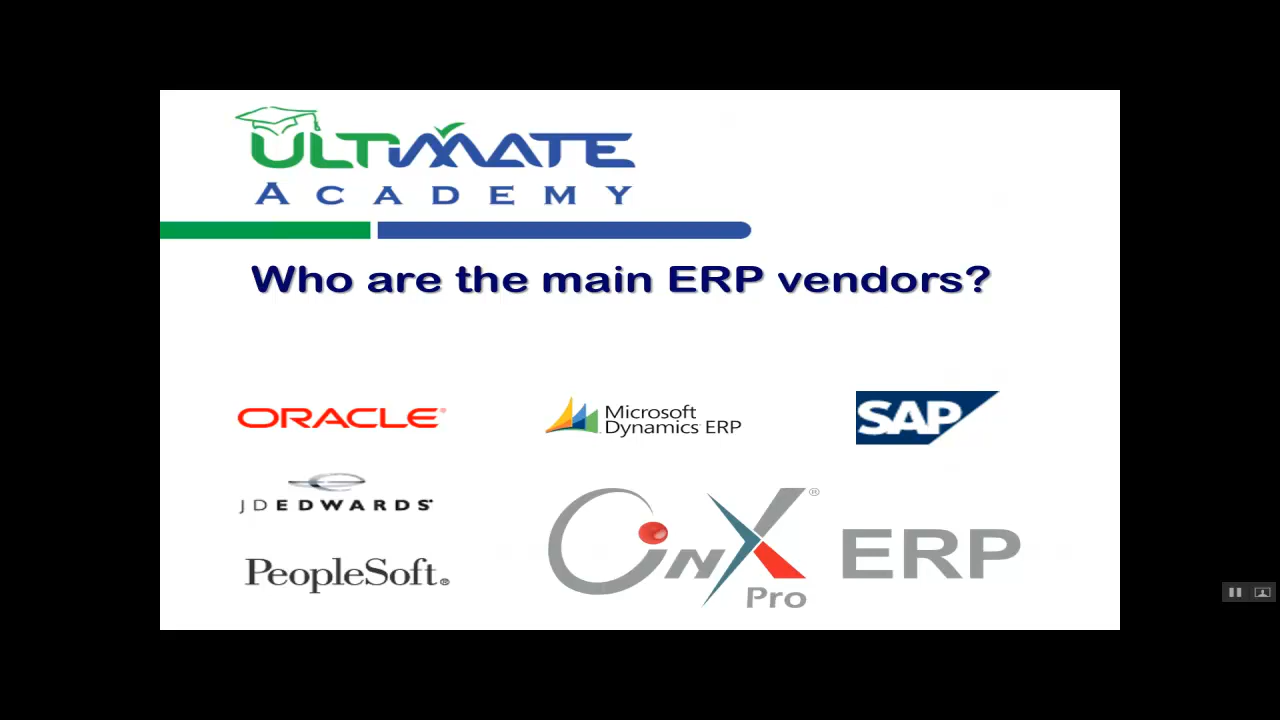 ULTIMATE
ACADEMY
Who are the main ERP vendors?
ORACLE®
Microsoft
Dynamics ERP
SAP
JDEDWARDS®
PeopleSoft®
OnX® ERP
Pro